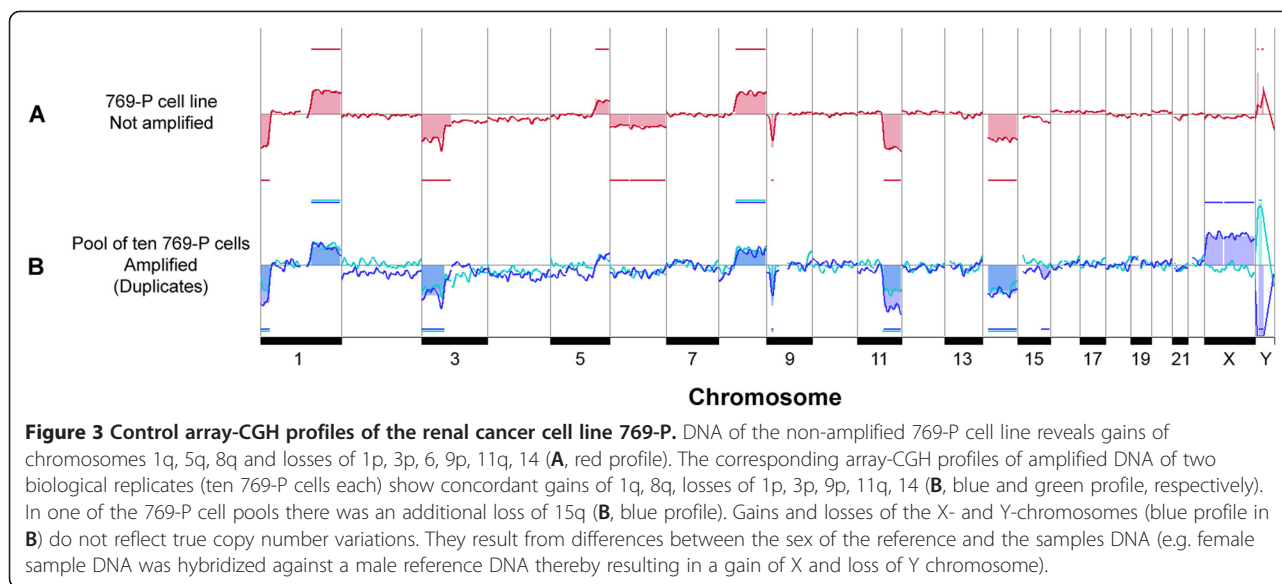 A
769-P cell line
Not amplified
B
Pool of ten 769-P cells
Amplified
(Duplicates)
1 3 5 7 9 11 13 15 17 19 21 X Y
Chromosome
Figure 3 Control array-CGH profiles of the renal cancer cell line 769-P. DNA of the non-amplified 769-P cell line reveals gains of
chromosomes 1q, 5q, 8q and losses of 1p, 3p, 6, 9p, 11q, 14 (A, red profile). The corresponding array-CGH profiles of amplified DNA of two
biological replicates (ten 769-P cells each) show concordant gains of 1q, 8q, losses of 1p, 3p, 9p, 11q, 14 (B, blue and green profile, respectively).
In one of the 769-P cell pools there was an additional loss of 15q (B, blue profile). Gains and losses of the X- and Y-chromosomes (blue profile in
B) do not reflect true copy number variations. They result from differences between the sex of the reference and the samples DNA (e.g. female
sample DNA was hybridized against a male reference DNA thereby resulting in a gain of X and loss of Y chromosome).